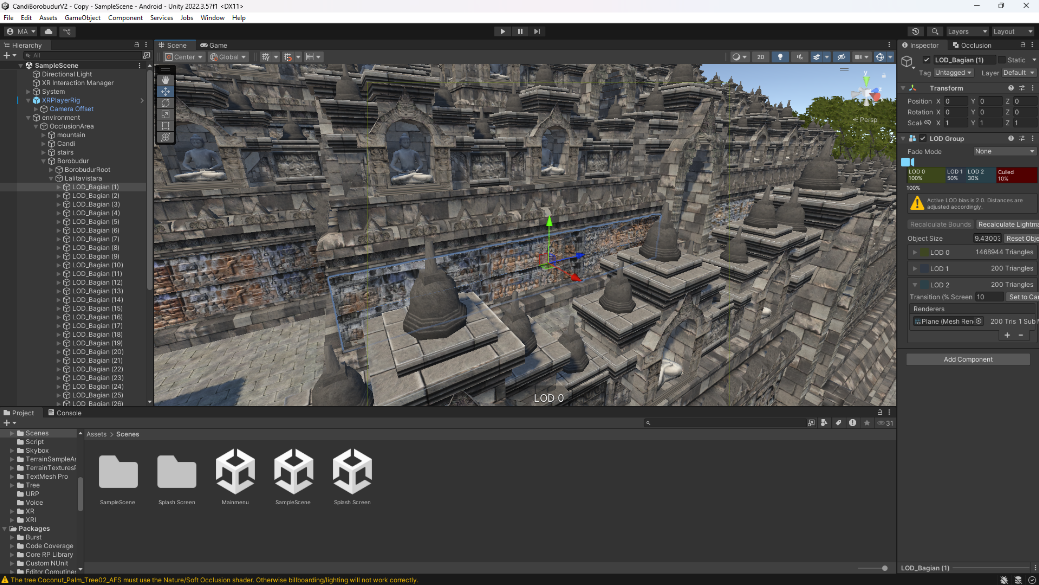 CandiBorobudurV2 - Copy - SampleScene - Android - Unity 2022.3.57f1 <DX11>
File Edit Assets GameObject Component Services Jobs Window Help
MA
Layers Layout
Hierarchy
All
SampleScene
Directional Light
XR Interaction Manager
System
XRPlayerRig
Camera Offset
environment
OcclusionArea
mountain
Candi
stairs
Borobudur
BorobudurRoot
Lalitavistara
LOD_Bagian (1)
LOD_Bagian (2)
LOD_Bagian (3)
LOD_Bagian (4)
LOD_Bagian (5)
LOD_Bagian (6)
LOD_Bagian (7)
LOD_Bagian (8)
LOD_Bagian (9)
LOD_Bagian (10)
LOD_Bagian (11)
LOD_Bagian (12)
LOD_Bagian (13)
LOD_Bagian (14)
LOD_Bagian (15)
LOD_Bagian (16)
LOD_Bagian (17)
LOD_Bagian (18)
LOD_Bagian (19)
LOD_Bagian (20)
LOD_Bagian (21)
LOD_Bagian (22)
LOD_Bagian (23)
LOD_Bagian (24)
LOD_Bagian (25)
LOD_Bagian (26)
Scene Game
Center Global
2D
y
Persp
LOD 0
Inspector Occlusion
LOD_Bagian (1) Static
Tag Untagged Layer Default
Transform
Position X 0 Y 0 Z 0
Rotation X 0 Y 0 Z 0
Scale X 1 Y 1 Z 1
LOD Group
Fade Mode None
LOD 0 LOD 1 LOD 2 Culled
100% 50% 30% 10%
100%
Active LOD bias is 2.0. Distances are
adjusted accordingly.
Recalculate Bounds Recalculate Lightm
Object Size 9.43003 Reset Obje
LOD 0 1468944 Triangles
LOD 1 200 Triangles
LOD 2 200 Triangles
Transition (% Screen 10 Set to Ca
Renderers
Plane (Mesh Ren 200 Tris 1 Sub M
Add Component
LOD_Bagian (1)
Project Console
31
Scenes
Script
Skybox
TerrainSampleAs
TerrainTexturesP
TextMesh Pro
Tree
URP
Voice
XR
XRI
Packages
Burst
Code Coverage
Core RP Library
Custom NUnit
Editor Coroutines
Assets > Scenes
SampleScene Splash Screen Mainmenu SampleScene Splash Screen
The tree Coconut_Palm_Tree02_AFS must use the Nature/Soft Occlusion shader. Otherwise billboarding/lighting will not work correctly.